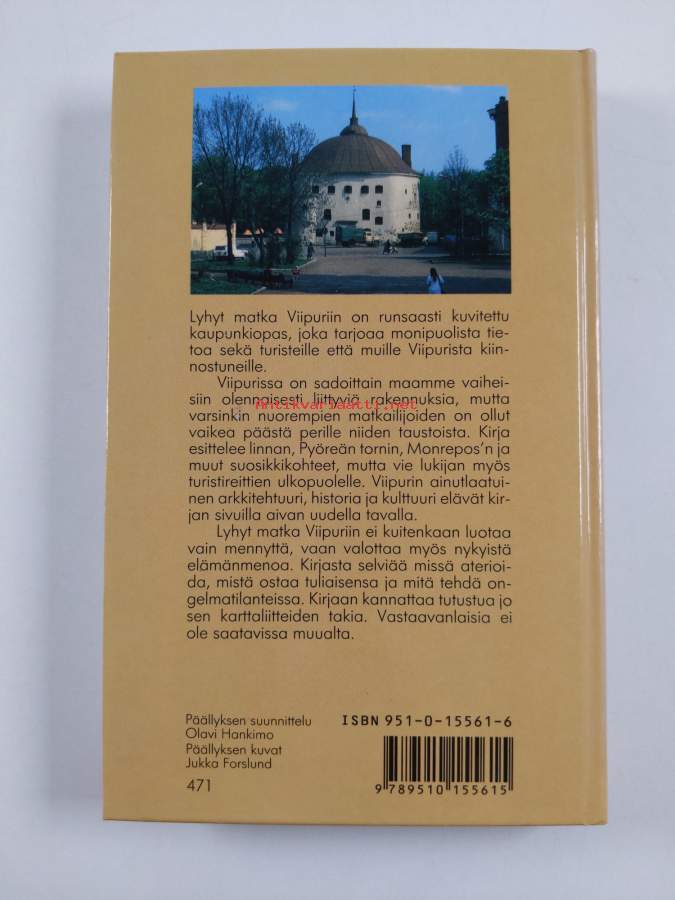 Lyhyt matka Viipuriin on runsaasti kuvitettu
kaupunkiopas, joka tarjoaa monipuolista tie-
toa sekä turisteille että muille Viipurista kiin-
nostuneille.
Viipurissa on sadoittain maamme vaihei-
siin olennaisesti liittyviä rakennuksia, mutta
Antikvariaatti.net
varsinkin nuorempien matkailijoiden on ollut
vaikea päästä perille niiden taustoista. Kirja
esittelee linnan, Pyöreän tornin, Monrepos'n ja
muut suosikkikohteet, mutta vie lukijan myös
turistireittien ulkopuolelle. Viipurin ainutlaatui-
nen arkkitehtuuri, historia ja kulttuuri elävät kir-
jan sivuilla aivan uudella tavalla.
Lyhyt matka Viipuriin ei kuitenkaan luotaa
vain mennyttä, vaan valottaa myös nykyistä
elämänmenoa. Kirjasta selviää missä aterioi-
da, mistä ostaa tuliaisensa ja mitä tehdä on-
gelmatilanteissa. Kirjaan kannattaa tutustua jo
sen karttaliitteiden takia. Vastaavanlaisia ei
ole saatavissa muualta.
Päällyksen suunnittelu
Olavi Hankimo
Päällyksen kuvat
Jukka Forslund
471
ISBN 951-0-15561-6
9 789510 155615